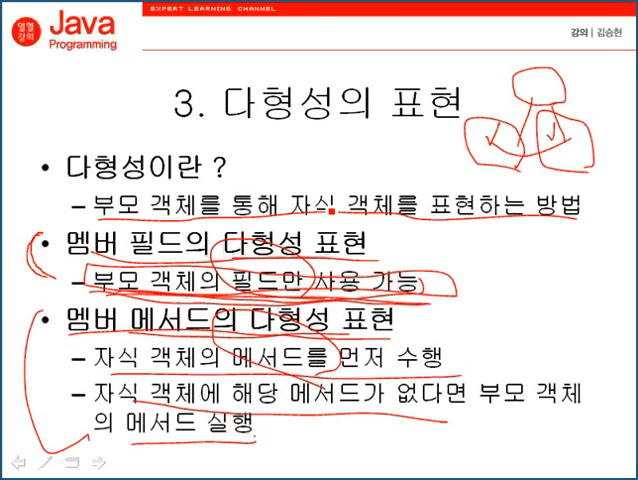 EXPERT LEARNING CHANNEL
열혈
강의
Java
Programming
강의 | 김승현
3. 다형성의 표현
• 다형성이란 ?
– 부모 객체를 통해 자식 객체를 표현하는 방법
• 멤버 필드의 다형성 표현
– 부모 객체의 필드만 사용 가능
• 멤버 메서드의 다형성 표현
– 자식 객체의 메서드를 먼저 수행
– 자식 객체에 해당 메서드가 없다면 부모 객체
의 메서드 실행